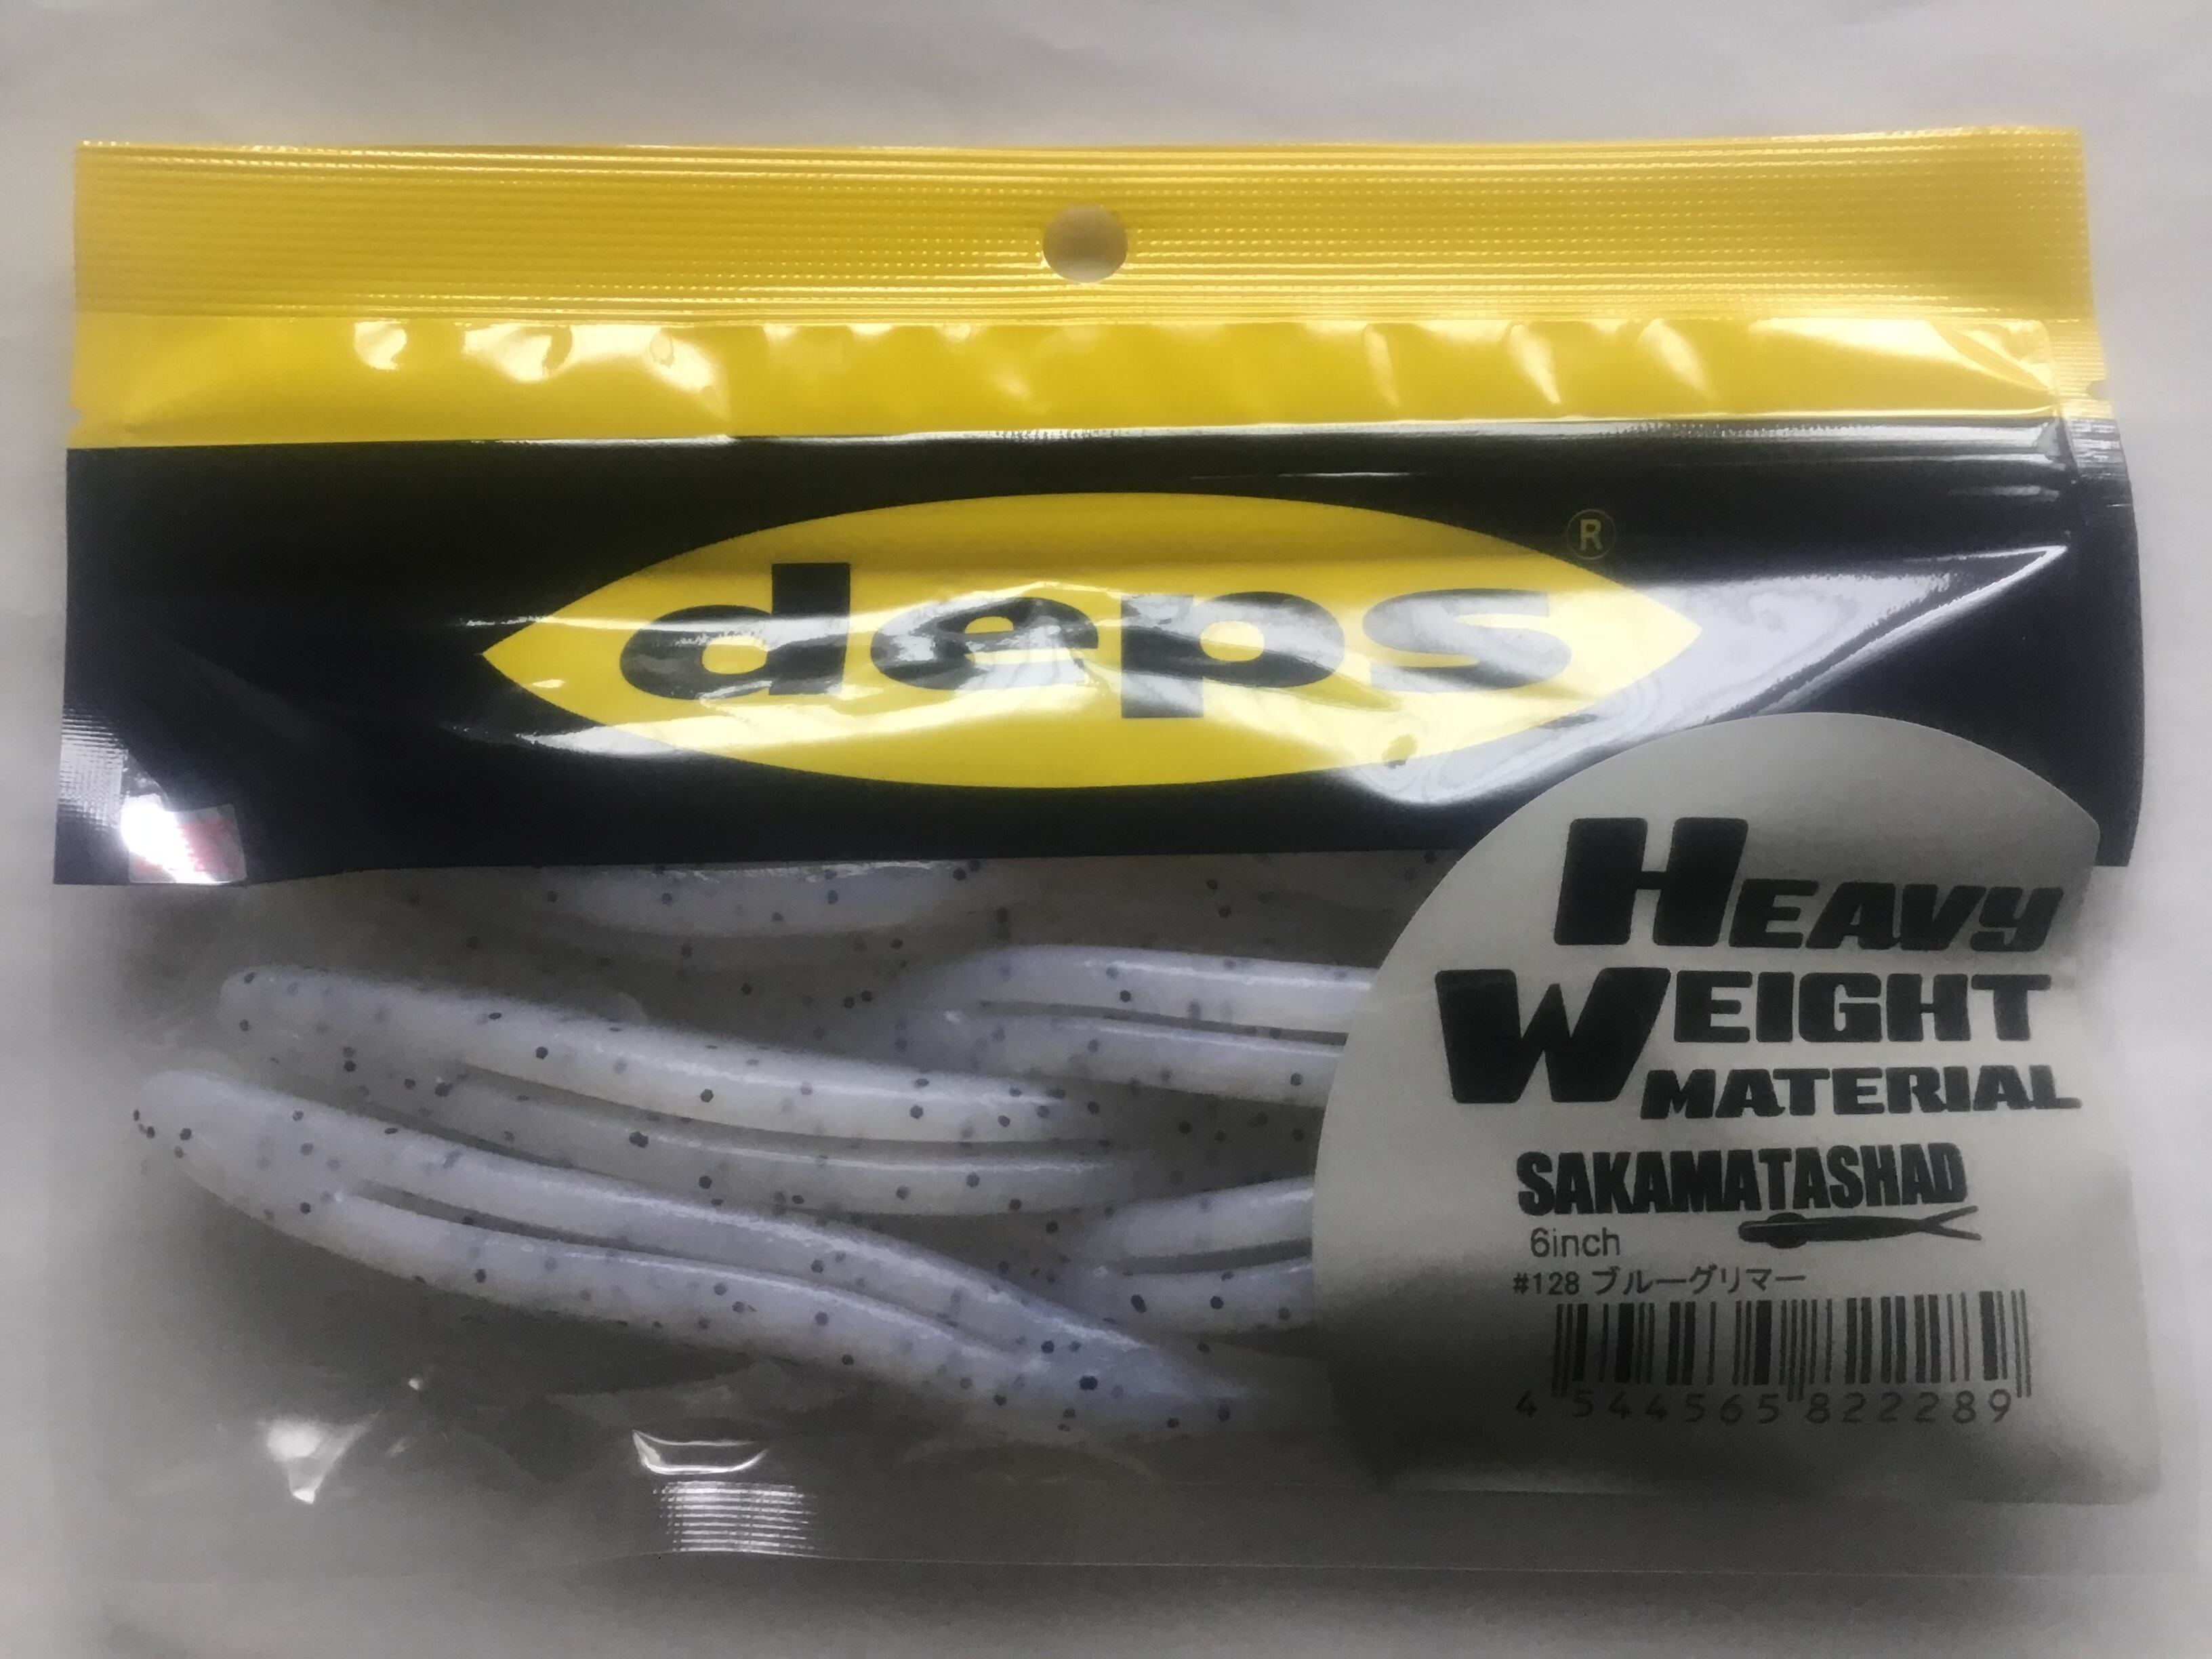 deps®
HEAVY
WEIGHT
MATERIAL
SAKAMATASHAD
6inch
#128 ブルーグリマー
4 544565 822289